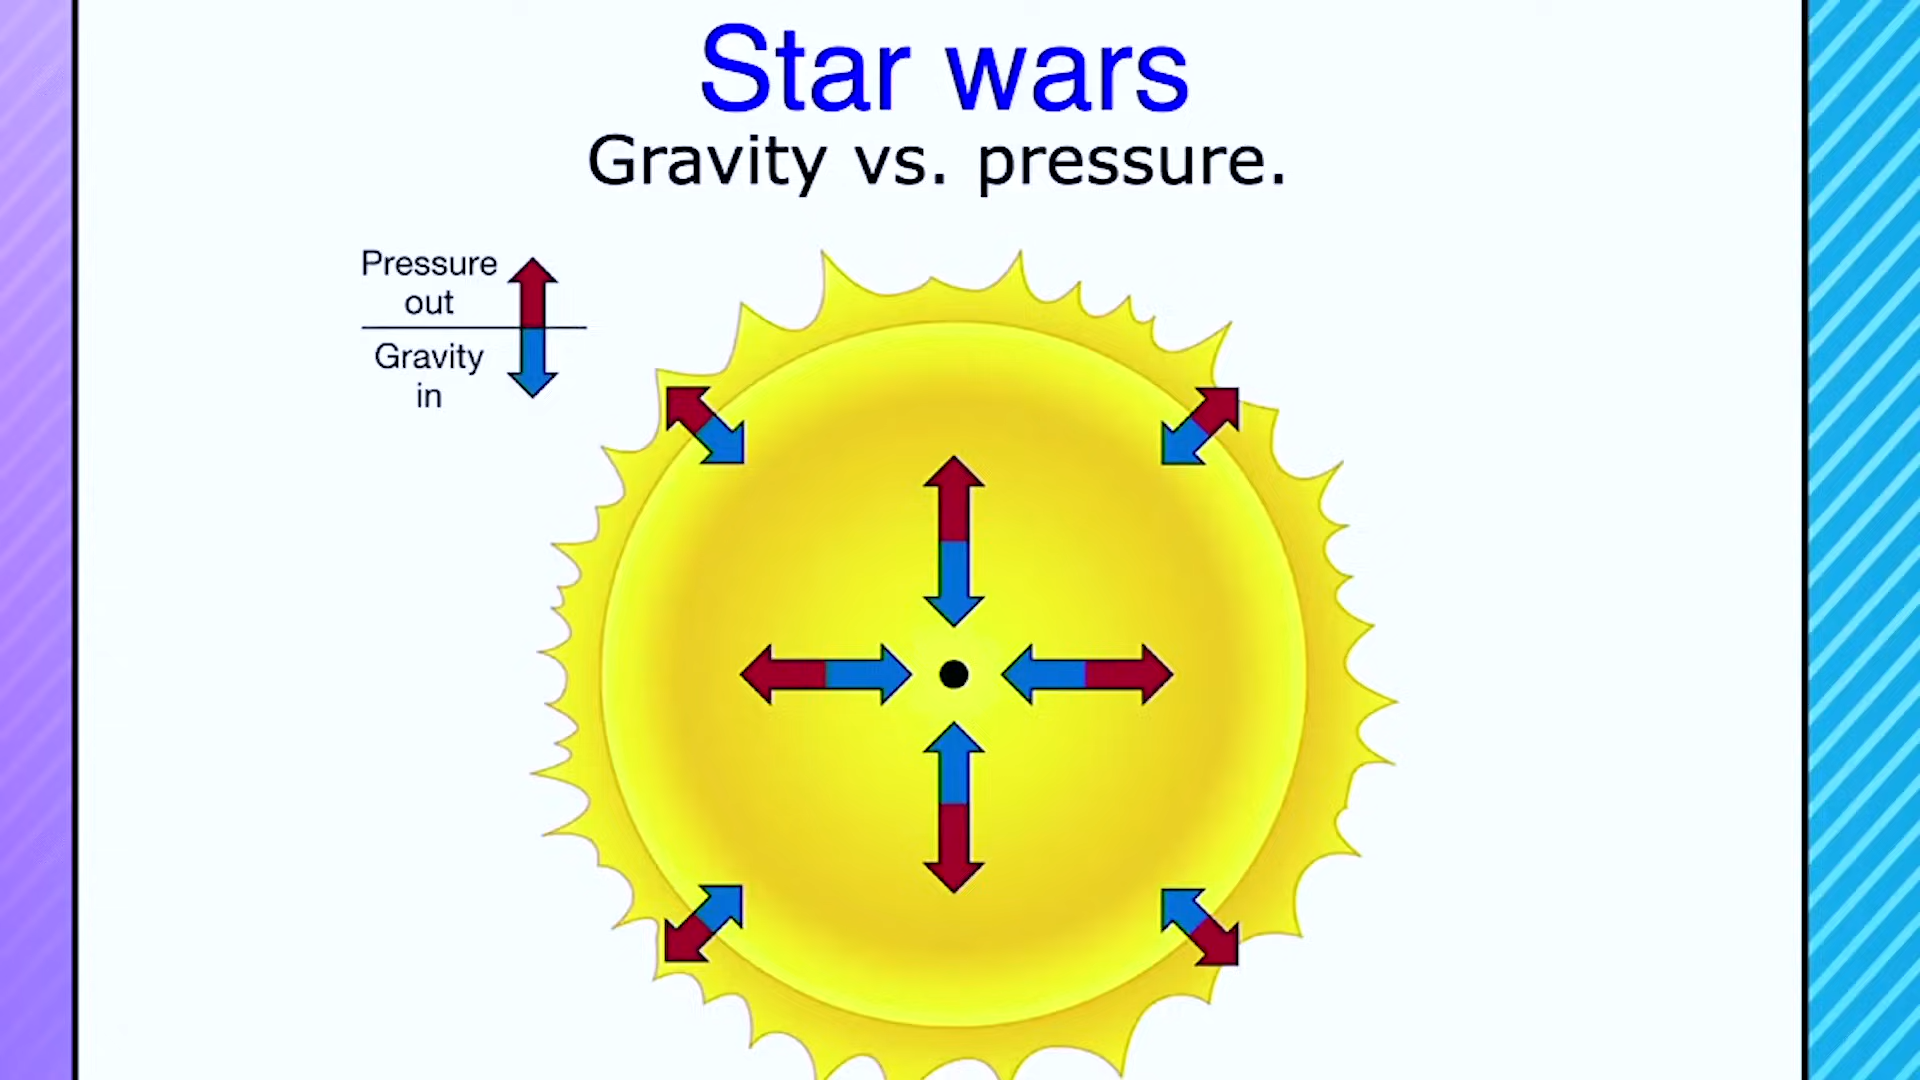 Star wars
Gravity vs. pressure.
Pressure
out
Gravity
in